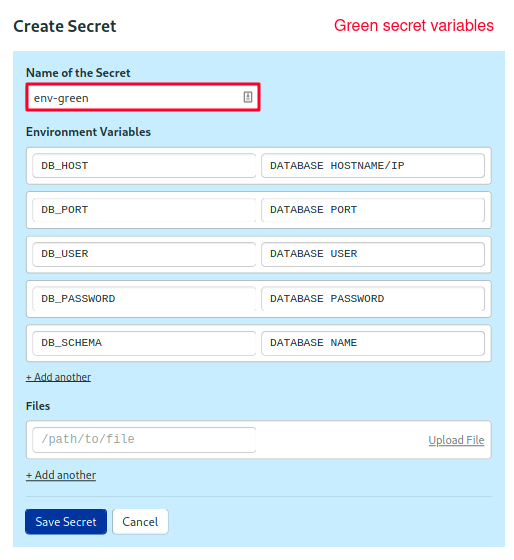 Create Secret
Green secret variables
Name of the Secret
env-green
Environment Variables
DB_HOST DATABASE HOSTNAME/IP
DB_PORT DATABASE PORT
DB_USER DATABASE USER
DB_PASSWORD DATABASE PASSWORD
DB_SCHEMA DATABASE NAME
+ Add another
Files
/path/to/file Upload File
+ Add another
Save Secret Cancel